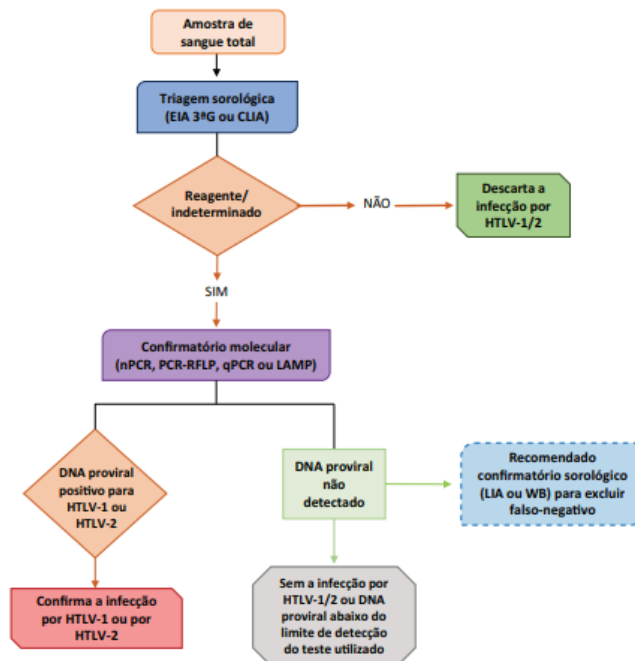 Amostra de
sangue total
Triagem sorológica
(EIA 3ªG ou CLIA)
Reagente/
indeterminado
NÃO
Descarta a
infecção por
HTLV-1/2
SIM
Confirmatório molecular
(nPCR, PCR-RFLP, qPCR ou LAMP)
DNA proviral
positivo para
HTLV-1 ou
HTLV-2
DNA proviral
não
detectado
Recomendado
confirmatório sorológico
(LIA ou WB) para excluir
falso-negativo
Confirma a infecção
por HTLV-1 ou por
HTLV-2
Sem a infecção por
HTLV-1/2 ou DNA
proviral abaixo do
limite de detecção
do teste utilizado